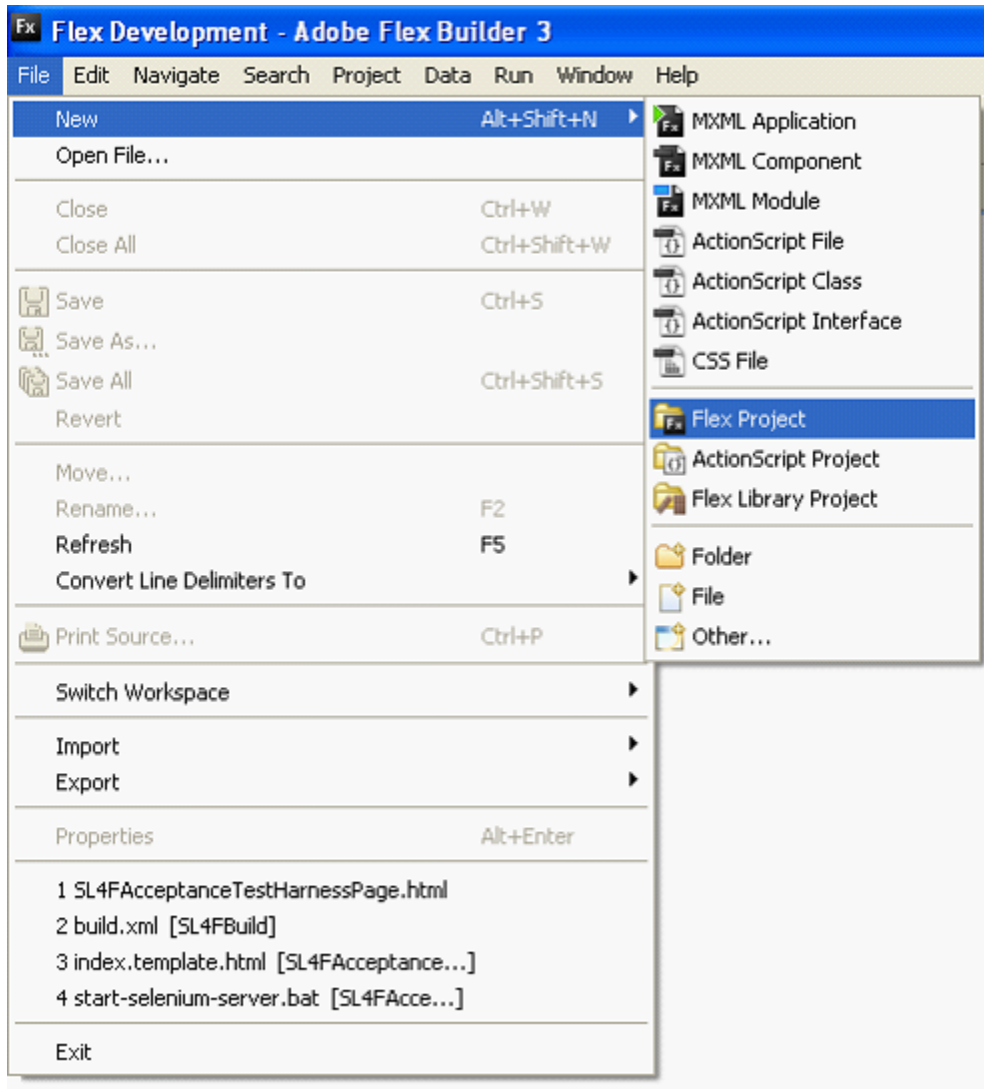 Fx Flex Development - Adobe Flex Builder 3
File Edit Navigate Search Project Data Run Window Help
New Alt+Shift+N
Open File...
Close Ctrl+W
Close All Ctrl+Shift+W
Save Ctrl+S
Save As...
Save All Ctrl+Shift+S
Revert
Move...
Rename... F2
Refresh F5
Convert Line Delimiters To
Print Source... Ctrl+P
Switch Workspace
Import
Export
Properties Alt+Enter
1 SL4FAcceptanceTestHarnessPage.html
2 build.xml [SL4FBuild]
3 index.template.html [SL4FAcceptance...]
4 start-selenium-server.bat [SL4FAcce...]
Exit
MXML Application
MXML Component
MXML Module
ActionScript File
ActionScript Class
ActionScript Interface
CSS File
Flex Project
ActionScript Project
Flex Library Project
Folder
File
Other...